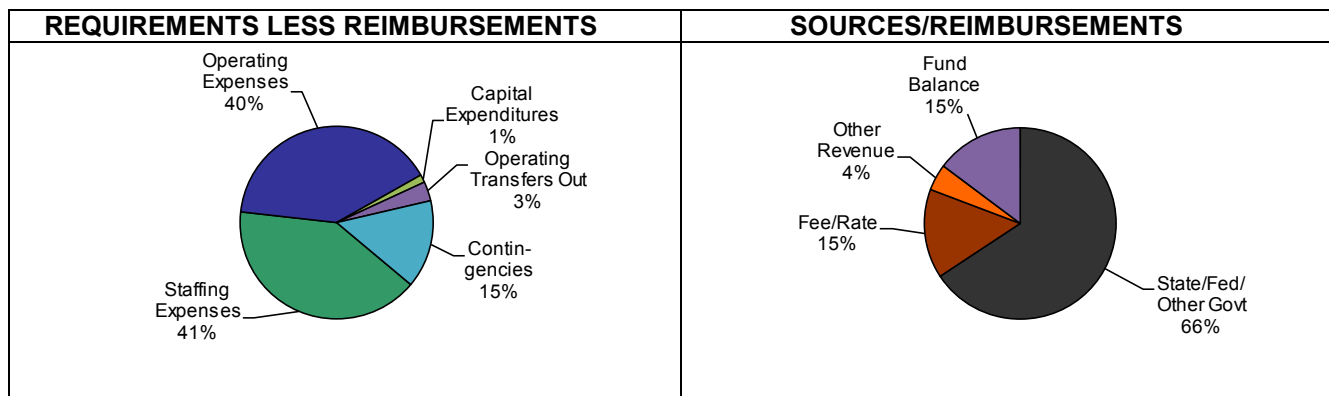 REQUIREMENTS LESS REIMBURSEMENTS
Operating
Expenses
40%
Capital
Expenditures
1%
Operating
Transfers Out
3%
Contin-
gencies
15%
Staffing
Expenses
41%
SOURCES/REIMBURSEMENTS
Fund
Balance
15%
Other
Revenue
4%
Fee/Rate
15%
State/Fed/
Other Govt
66%